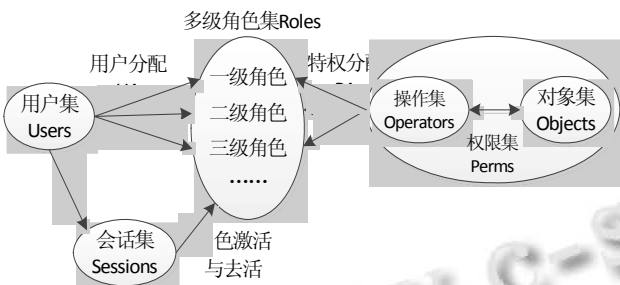 多级角色集Roles
用户分配
特权分配
一级角色
二级角色
三级角色
……
用户集
Users
操作集
Operators
对象集
Objects
权限集
Perms
会话集
Sessions
色激活
与去活